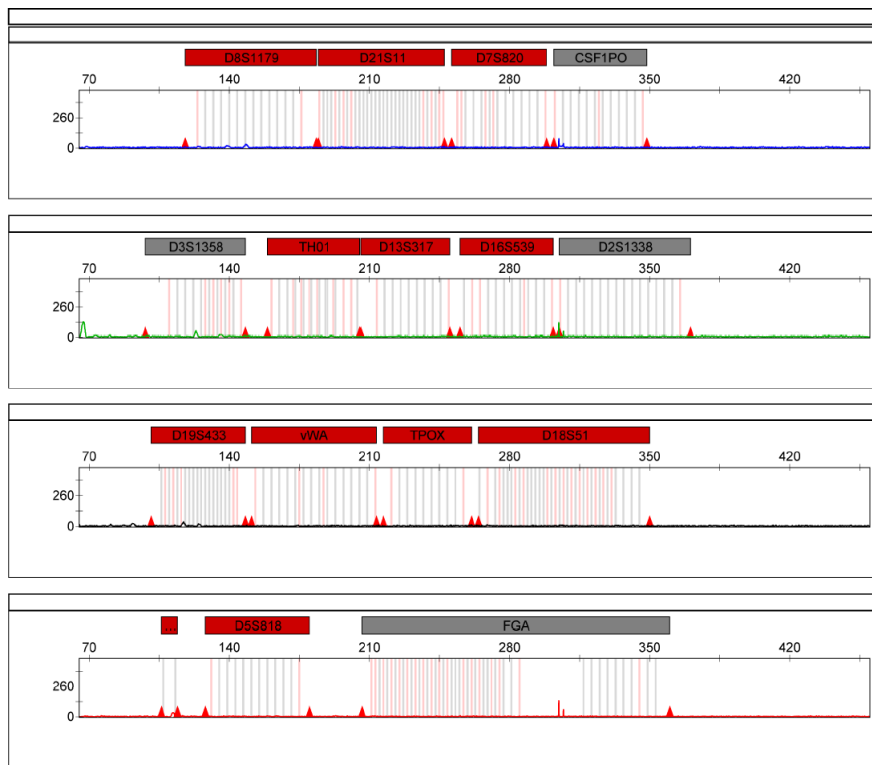 D8S1179 D21S11 D7S820 CSF1PO
70 140 210 280 350 420
260
0
D3S1358 TH01 D13S317 D16S539 D2S1338
70 140 210 280 350 420
260
0
D19S433 vWA TPOX D18S51
70 140 210 280 350 420
260
0
... D5S818 FGA
70 140 210 280 350 420
260
0